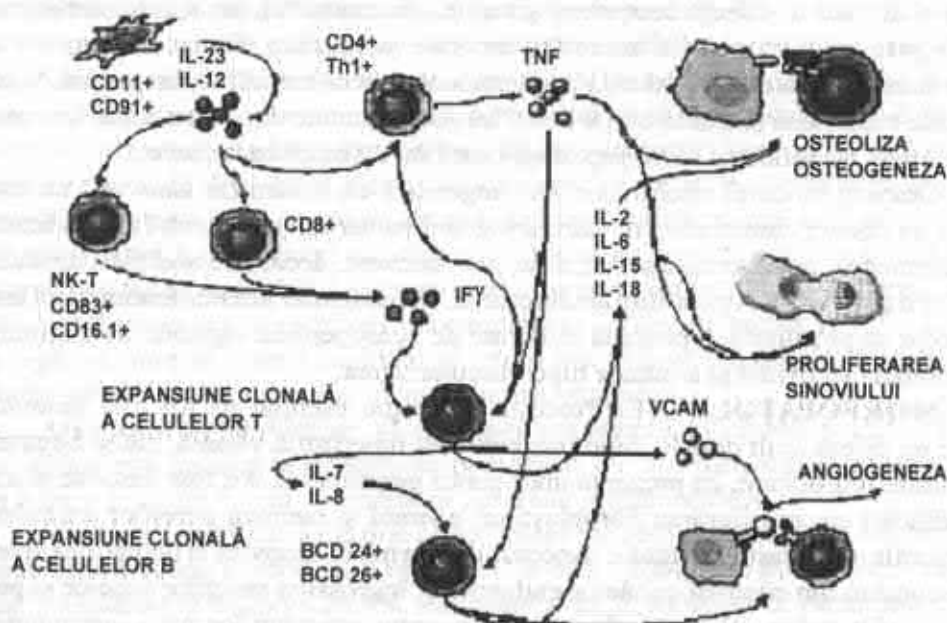 IL-23
IL-12
CD11+
CD91+
CD4+
Th1+
TNF
OSTEOLIZA
OSTEOGENEZA
CD8+
IL-2
IL-6
IL-15
IL-18
NK-T
CD83+
CD16.1+
IFγ
PROLIFERAREA
SINOVIULUI
EXPANSIUNE CLONALĂ
A CELULELOR T
VCAM
IL-7
IL-8
ANGIOGENEZA
EXPANSIUNE CLONALĂ
A CELULELOR B
BCD 24+
BCD 26+